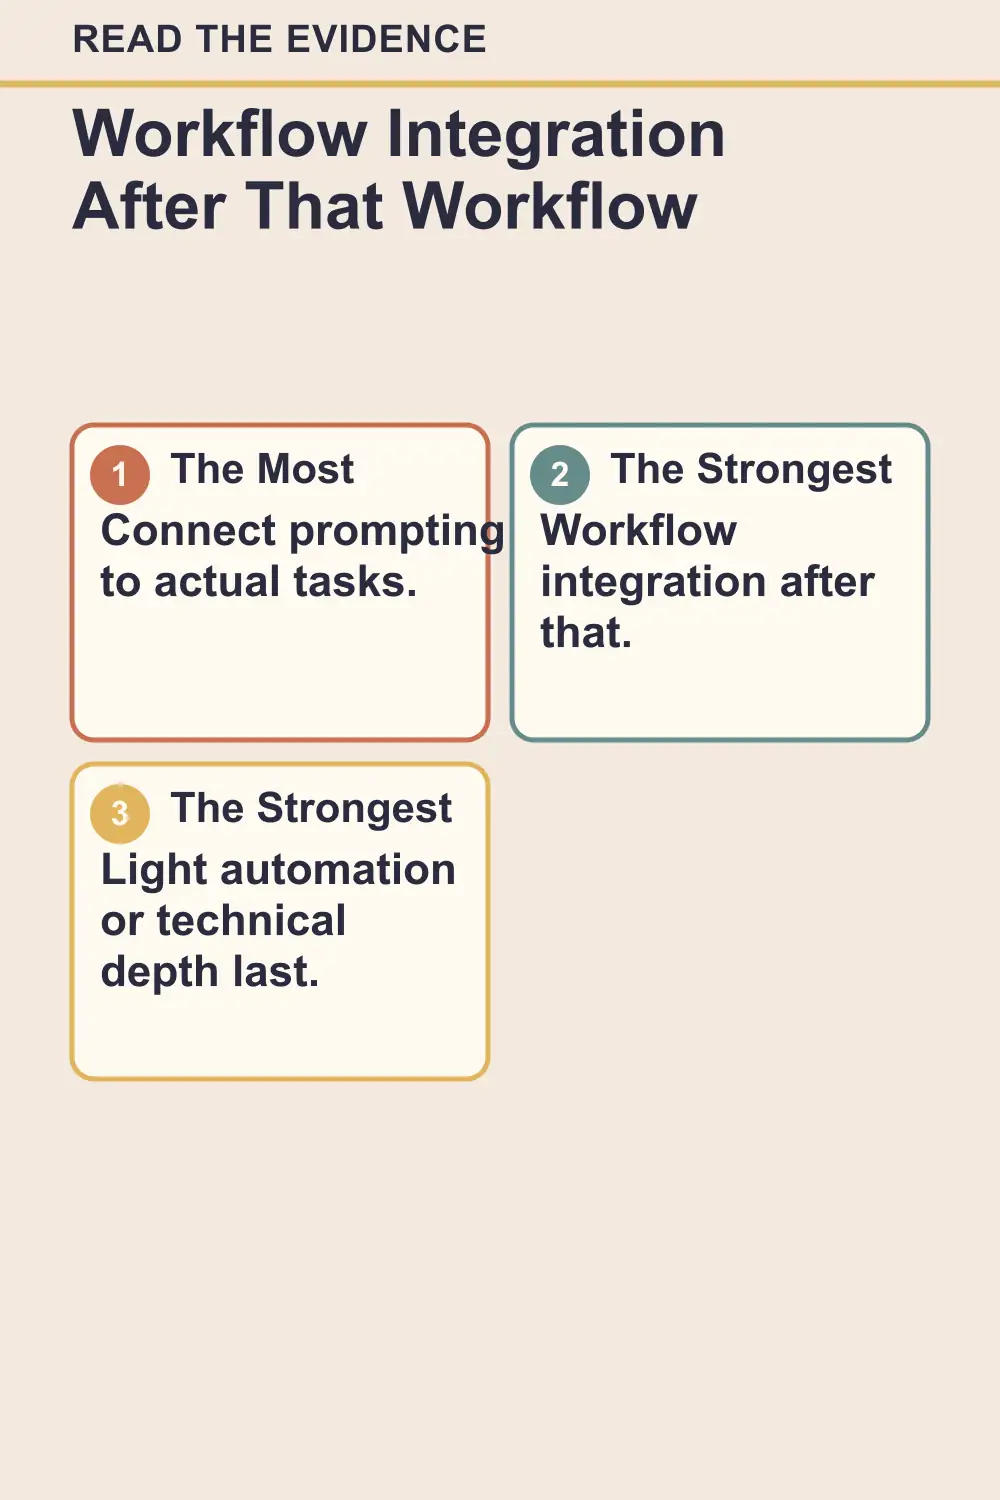 READ THE EVIDENCE
Workflow Integration
After That Workflow
1 The Most
Connect prompting
to actual tasks.
2 The Strongest
Workflow
integration after
that.
3 The Strongest
Light automation
or technical
depth last.